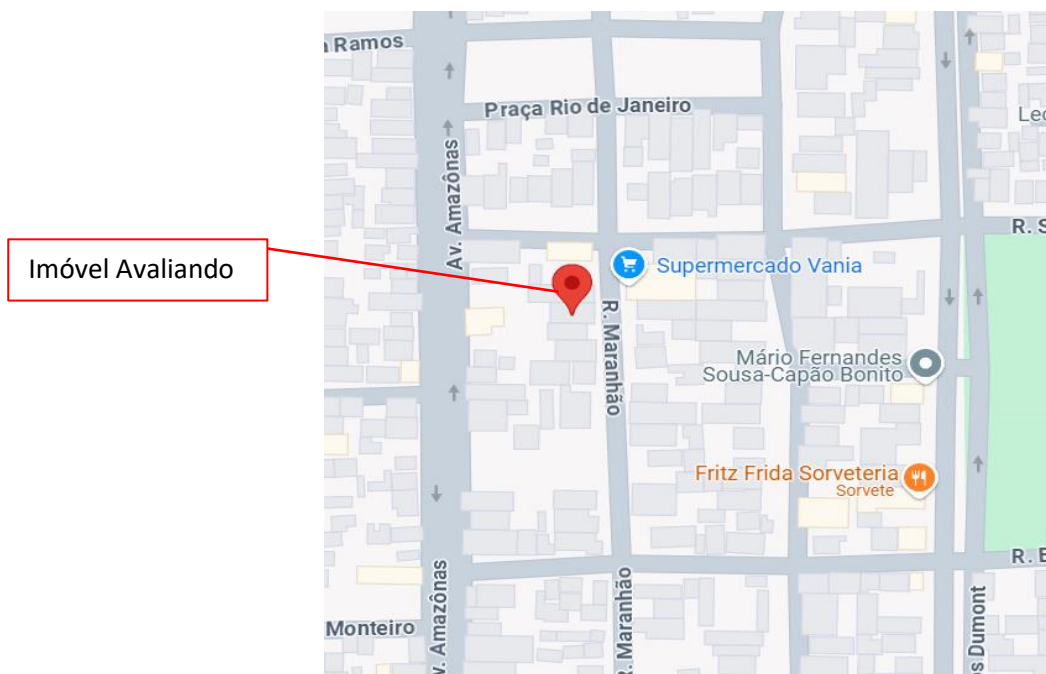 a Ramos
Praça Rio de Janeiro
Leo
Av. Amazônas
R. S
Imóvel Avaliando
Supermercado Vania
R. Maranhão
Mário Fernandes
Sousa-Capão Bonito
Fritz Frida Sorveteria
Sorvete
R. E
Av. Amazônas
R. Maranhão
Monteiro
s Dumont